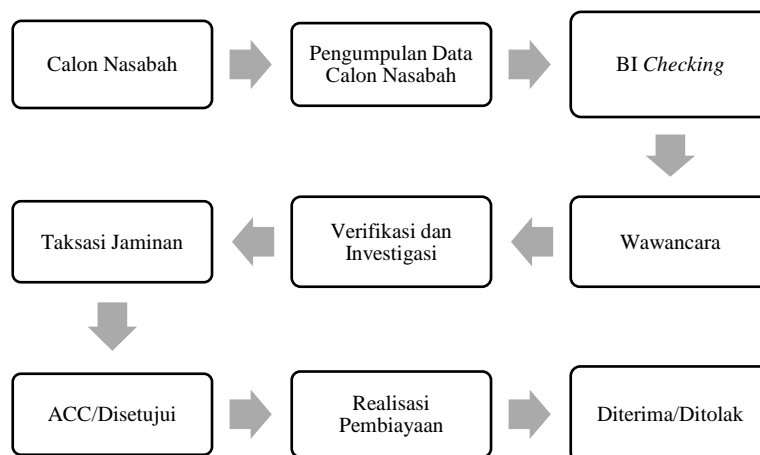 Calon Nasabah
Pengumpulan Data
Calon Nasabah
BI Checking
Wawancara
Verifikasi dan
Investigasi
Taksasi Jaminan
ACC/Disetujui
Realisasi
Pembiayaan
Diterima/Ditolak